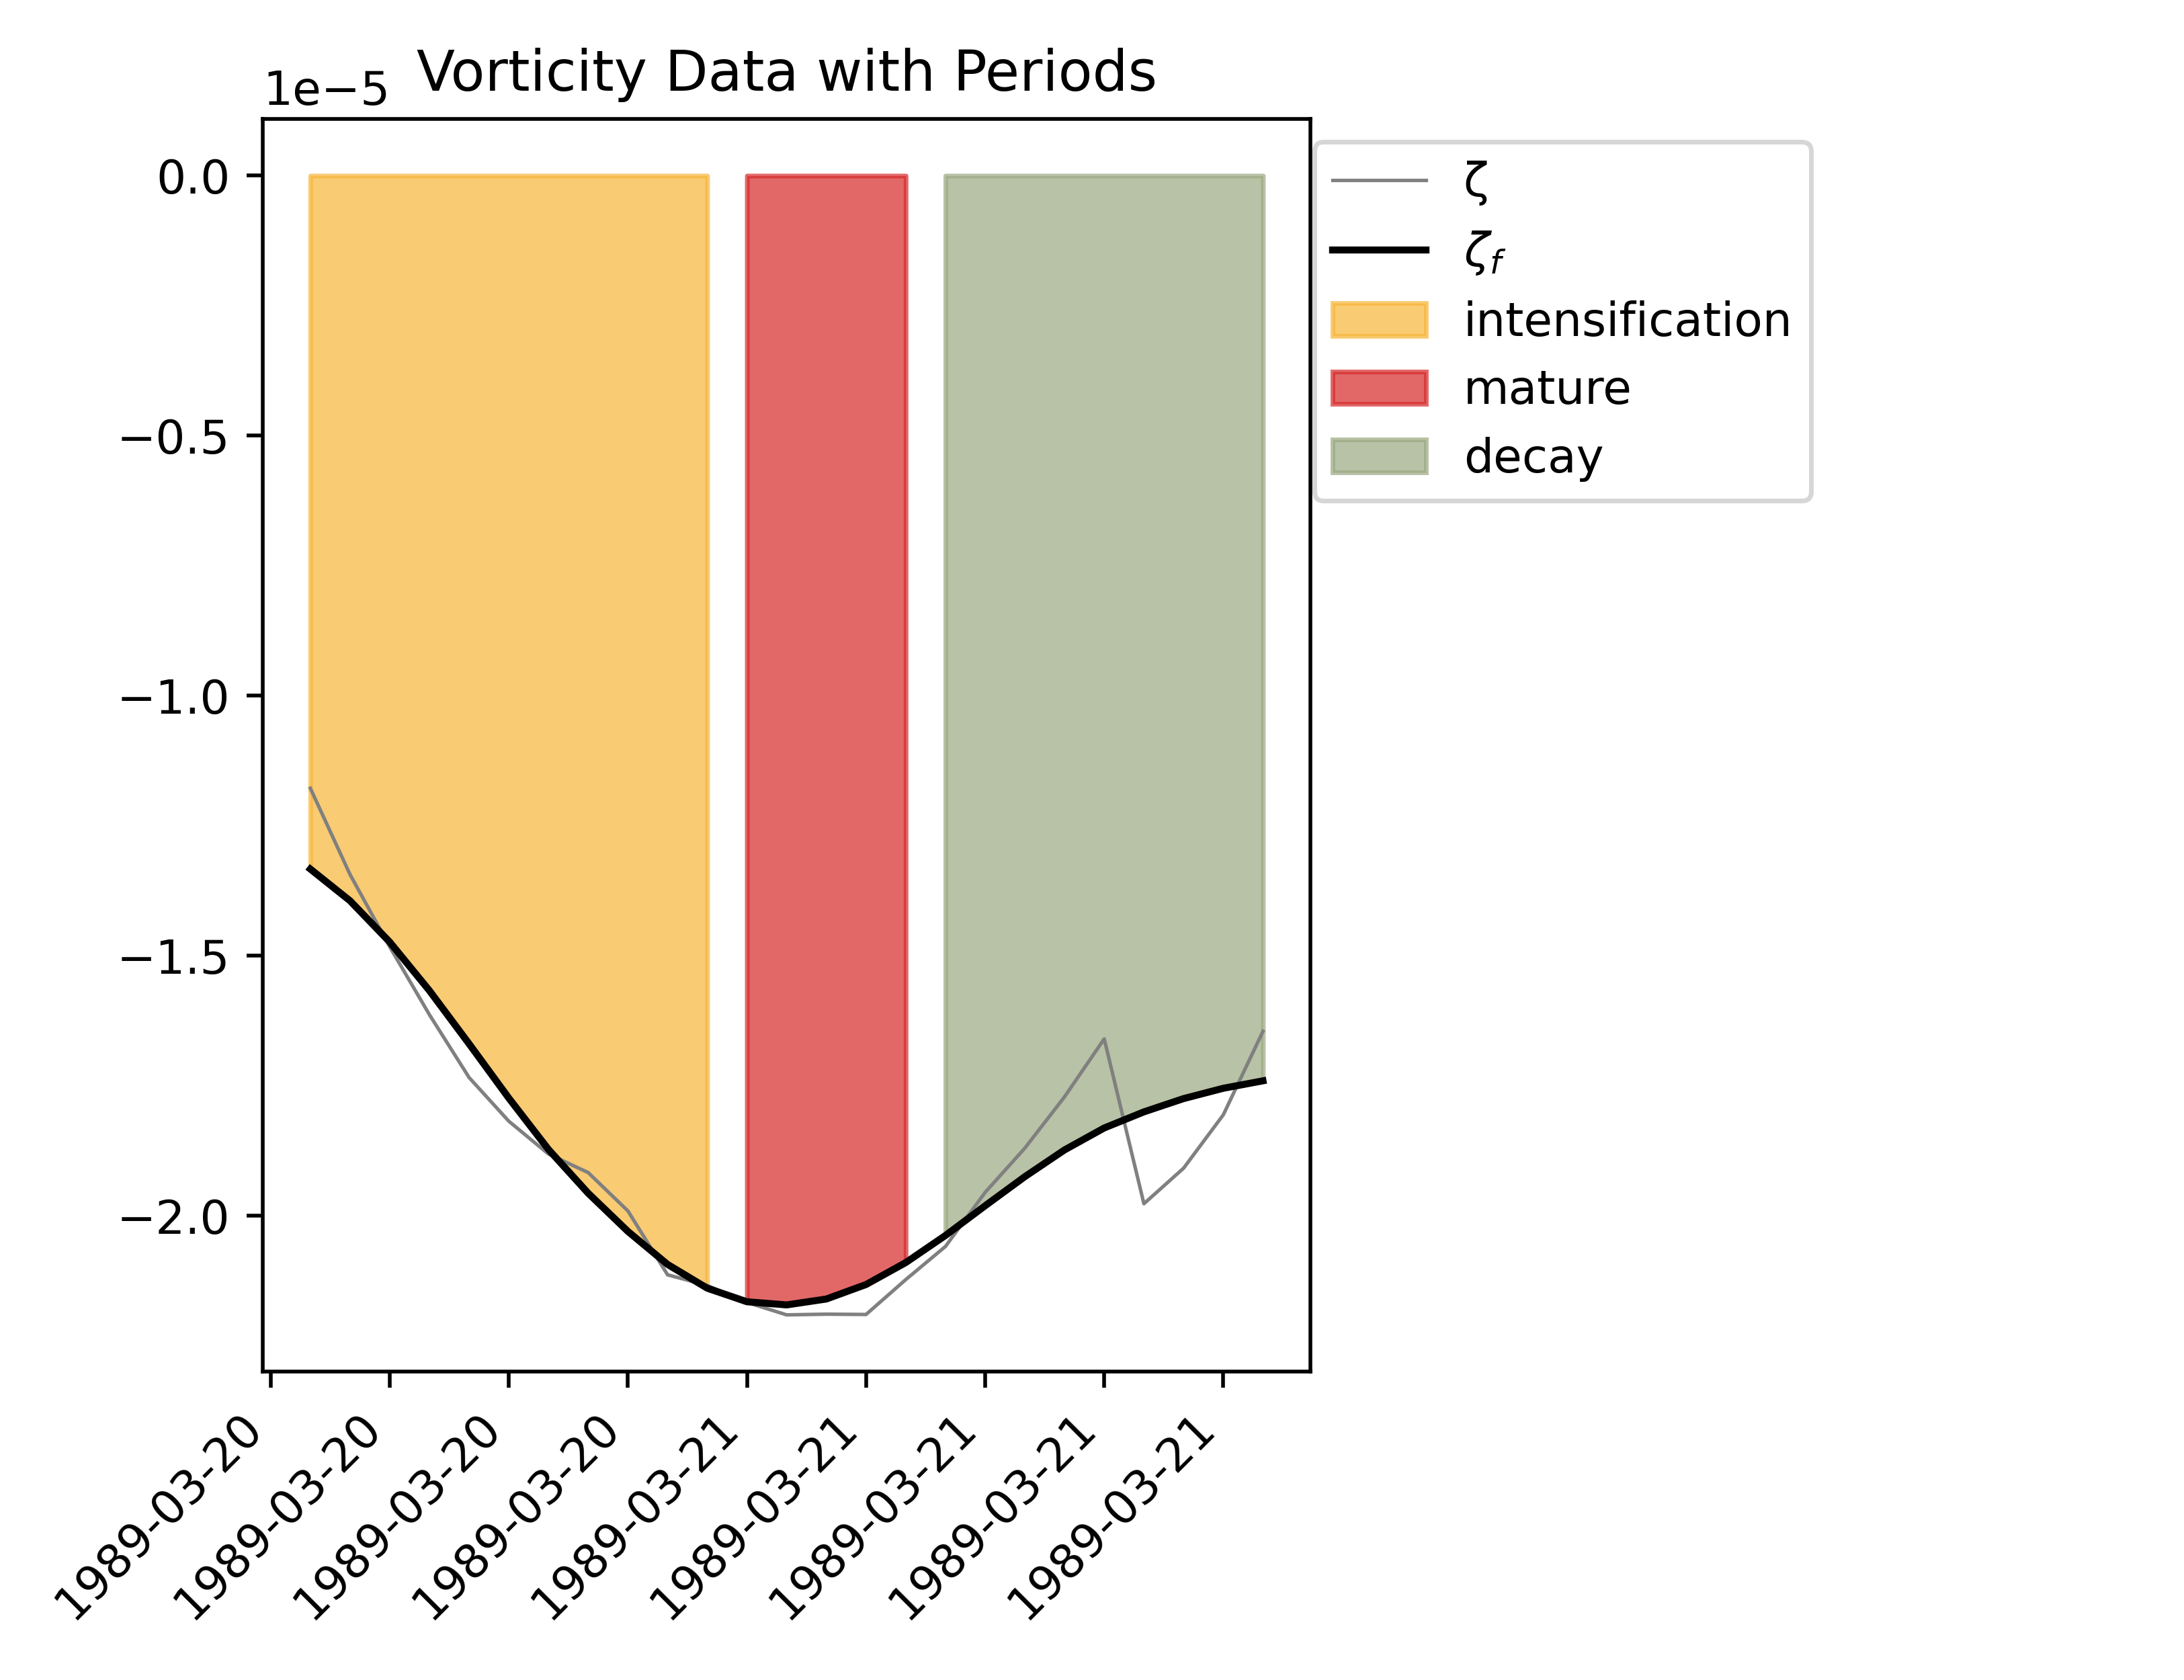 Vorticity Data with Periods
1e−5
0.0
−0.5
−1.0
−1.5
−2.0
1989-03-20
1989-03-20
1989-03-20
1989-03-20
1989-03-21
1989-03-21
1989-03-21
1989-03-21
1989-03-21
ζ
ζf
intensification
mature
decay